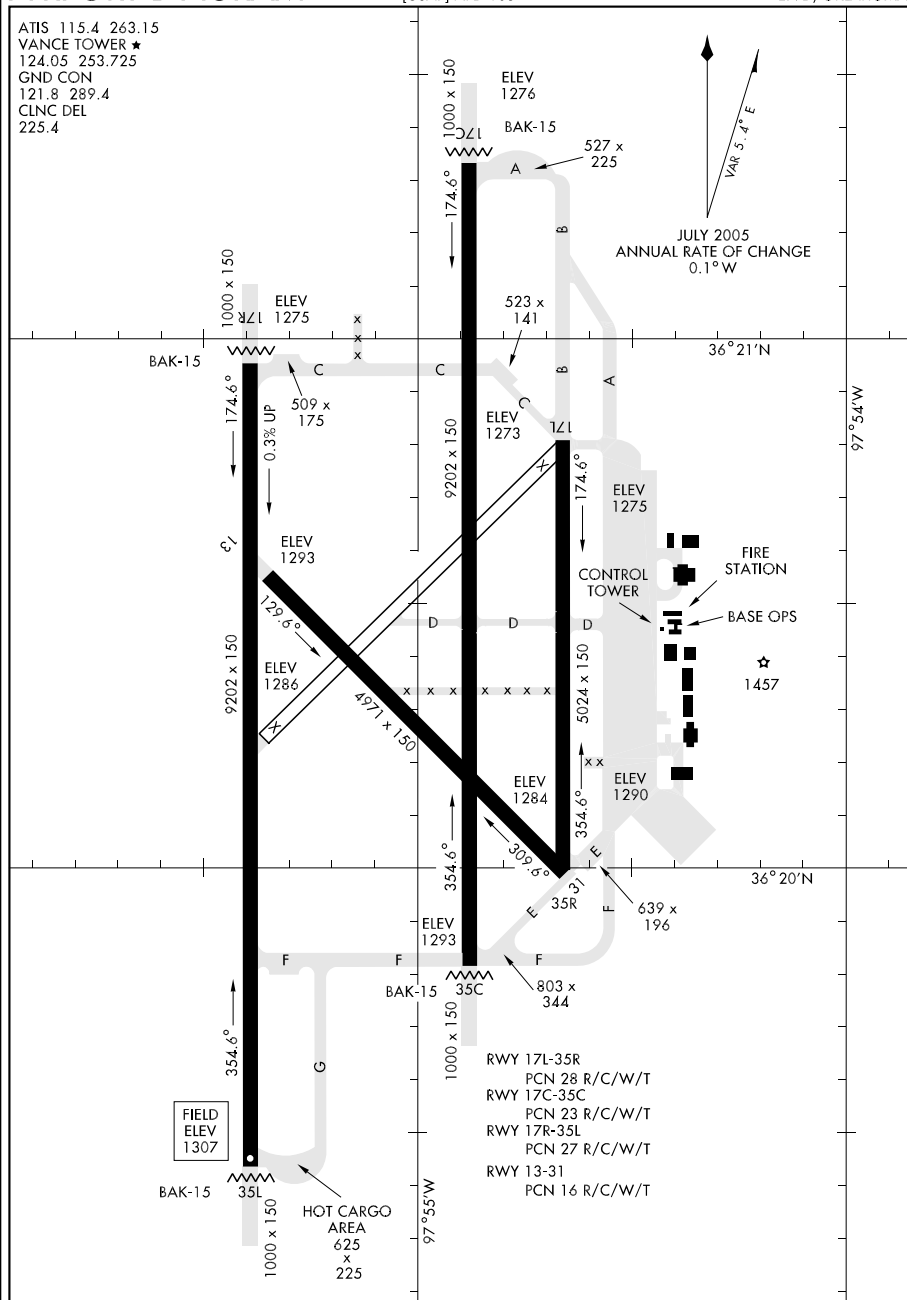 ATIS 115.4 263.15
VANCE TOWER ★
124.05 253.725
GND CON
121.8 289.4
CLNC DEL
225.4
1000 x 150
ELEV
1276
17C
BAK-15
A
527 x
225
VAR 5.4° E
JULY 2005
ANNUAL RATE OF CHANGE
0.1° W
174.6°
B
1000 x 150
ELEV
1275
17R
BAK-15
x
x
x
523 x
141
36°21'N
C
C
B
A
509 x
175
97°54'W
174.6°
0.3% UP
C
ELEV
1273
17L
9202 x 150
X
174.6°
ELEV
1275
13
ELEV
1293
129.6°
CONTROL
TOWER
FIRE
STATION
BASE OPS
D
D
D
9202 x 150
ELEV
1286
1457
x x x x x x
5024 x 150
X
4971 x 150
x x
ELEV
1284
ELEV
1290
354.6°
354.6°
309.6°
E
31
35R
36°20'N
E
F
639 x
196
ELEV
1293
F
F
F
BAK-15
35C
803 x
344
354.6°
1000 x 150
G
RWY 17L-35R
PCN 28 R/C/W/T
RWY 17C-35C
PCN 23 R/C/W/T
RWY 17R-35L
PCN 27 R/C/W/T
RWY 13-31
PCN 16 R/C/W/T
FIELD
ELEV
1307
BAK-15
35L
1000 x 150
HOT CARGO
AREA
625
x
225
97°55'W